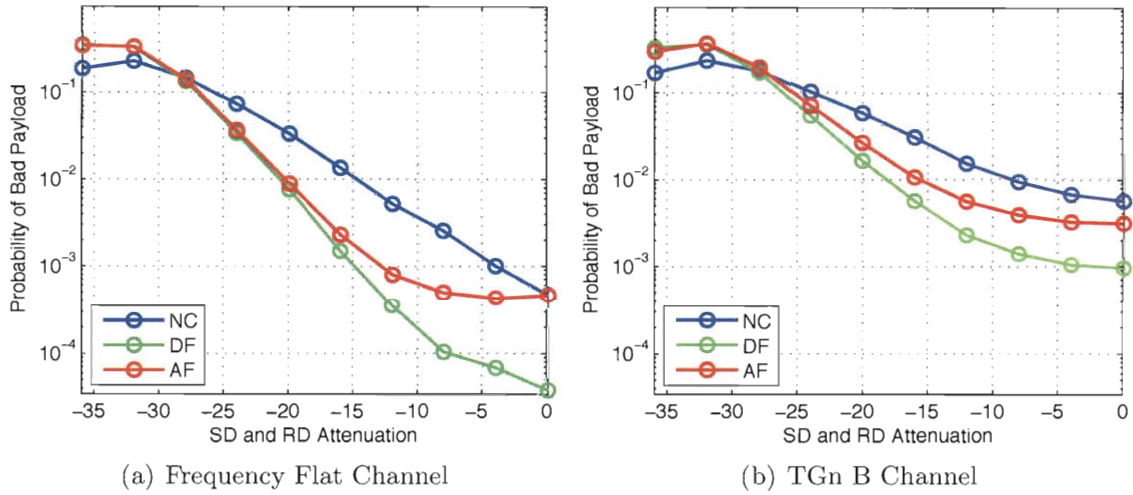 Probability of Bad Payload
10⁻¹
10⁻²
10⁻³
10⁻⁴
NC
DF
AF
−35 −30 −25 −20 −15 −10 −5 0
SD and RD Attenuation
(a) Frequency Flat Channel
Probability of Bad Payload
10⁻¹
10⁻²
10⁻³
10⁻⁴
NC
DF
AF
−35 −30 −25 −20 −15 −10 −5 0
SD and RD Attenuation
(b) TGn B Channel